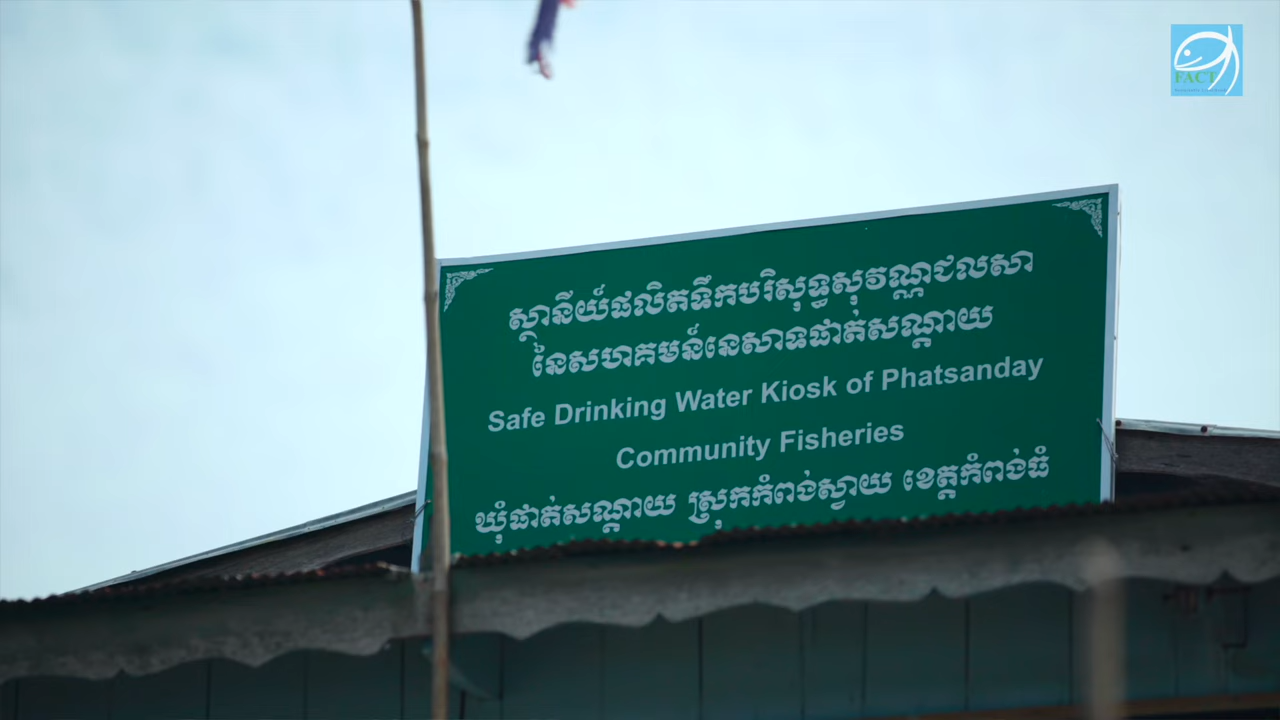 FACT
ស្ថានីយ៍ផលិតទឹកបរិសុទ្ធសុវណ្ណជលសា
នៃសហគមន៍នេសាទផាត់សណ្តាយ
Safe Drinking Water Kiosk of Phatsanday
Community Fisheries
ឃុំផាត់សណ្តាយ ស្រុកកំពង់ស្វាយ ខេត្តកំពង់ធំ